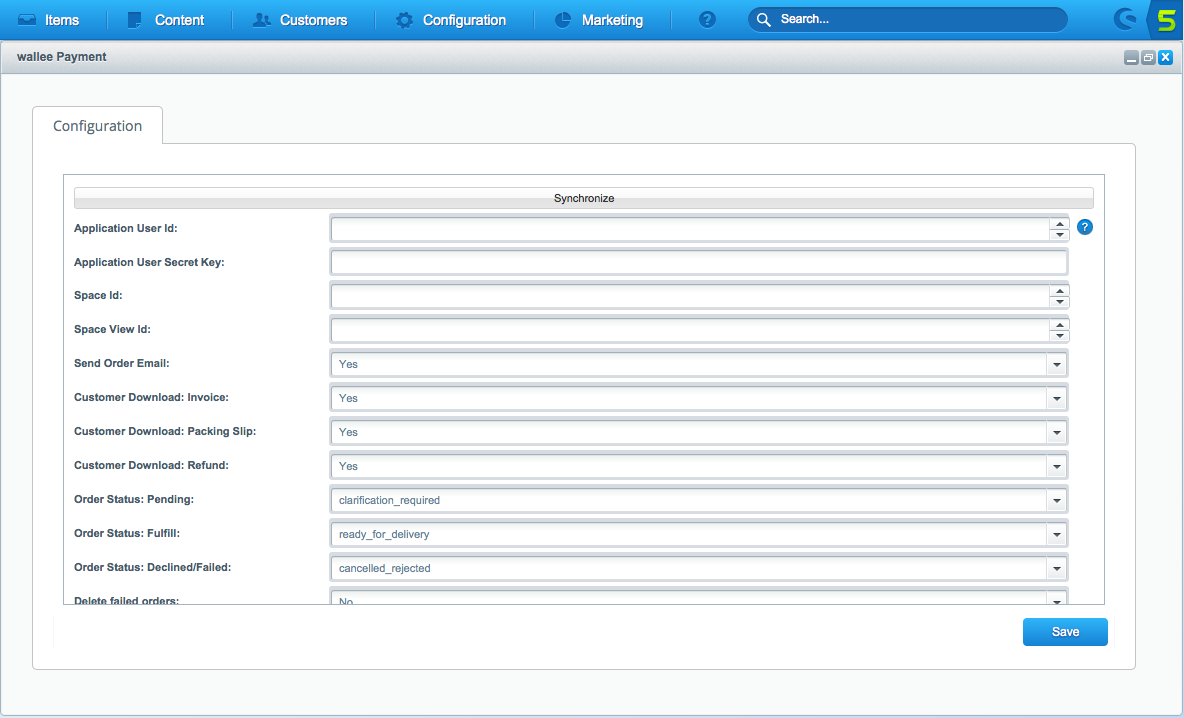 Items Content Customers Configuration Marketing ? Search... 5
wallee Payment
Configuration
Synchronize
Application User Id: ?
Application User Secret Key:
Space Id:
Space View Id:
Send Order Email: Yes
Customer Download: Invoice: Yes
Customer Download: Packing Slip: Yes
Customer Download: Refund: Yes
Order Status: Pending: clarification_required
Order Status: Fulfill: ready_for_delivery
Order Status: Declined/Failed: cancelled_rejected
Delete failed orders: No
Save